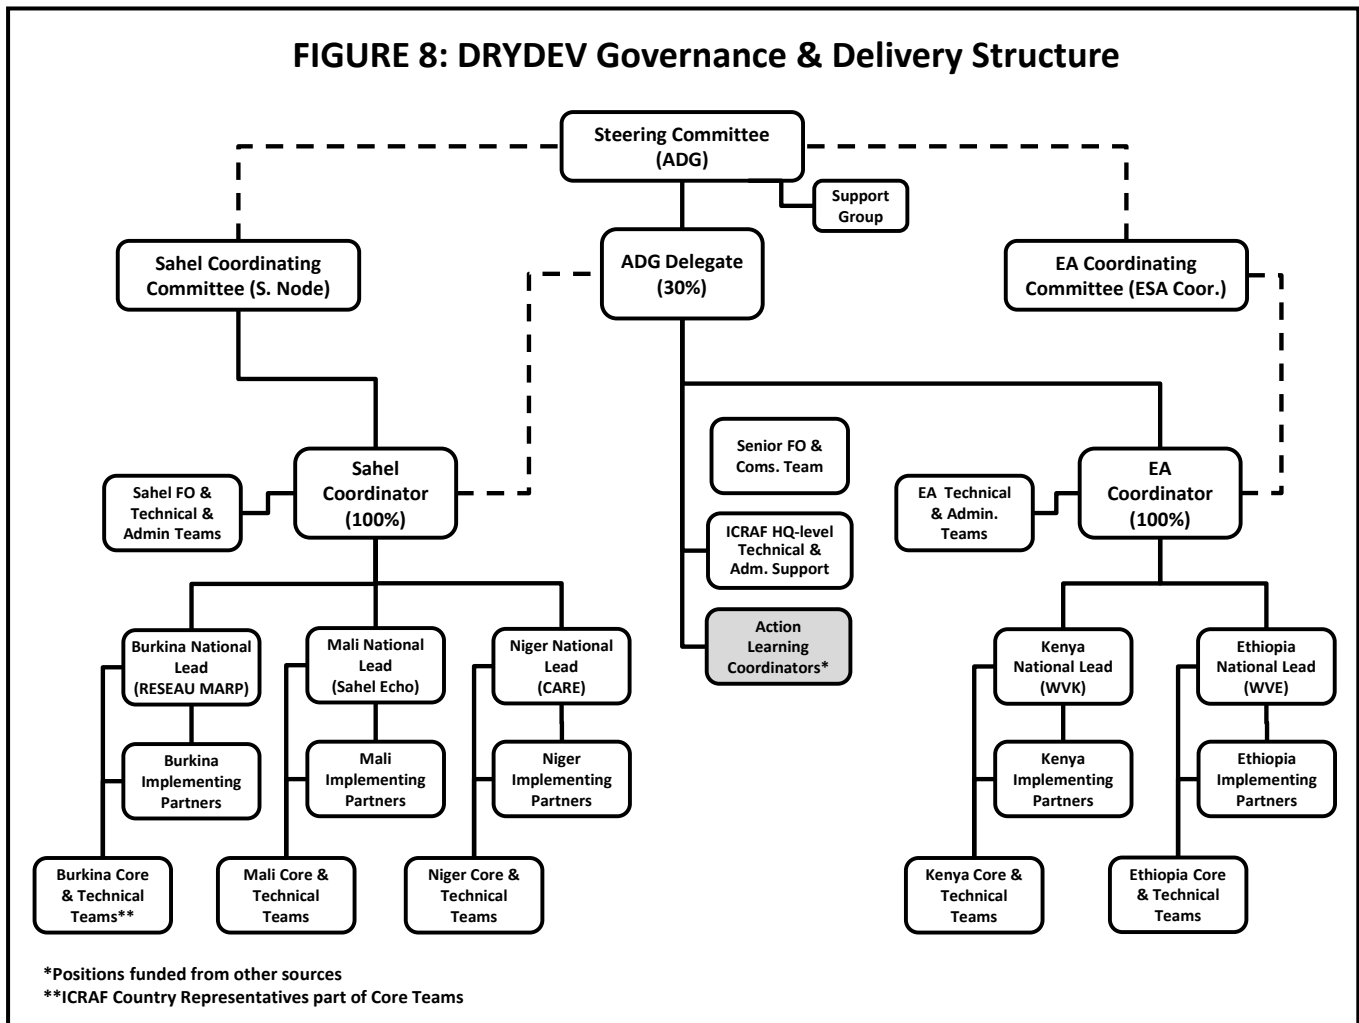 FIGURE 8: DRYDEV Governance & Delivery Structure
Steering Committee
(ADG)
Support
Group
Sahel Coordinating
Committee (S. Node)
ADG Delegate
(30%)
EA Coordinating
Committee (ESA Coor.)
Sahel FO &
Technical &
Admin Teams
Sahel
Coordinator
(100%)
Senior FO &
Coms. Team
ICRAF HQ-level
Technical &
Adm. Support
Action
Learning
Coordinators*
EA Technical
& Admin.
Teams
EA
Coordinator
(100%)
Burkina National
Lead
(RESEAU MARP)
Mali National
Lead
(Sahel Echo)
Niger National
Lead
(CARE)
Kenya
National Lead
(WVK)
Ethiopia
National Lead
(WVE)
Burkina
Implementing
Partners
Mali
Implementing
Partners
Niger
Implementing
Partners
Kenya
Implementing
Partners
Ethiopia
Implementing
Partners
Burkina Core
& Technical
Teams**
Mali Core &
Technical
Teams
Niger Core &
Technical
Teams
Kenya Core &
Technical
Teams
Ethiopia Core
& Technical
Teams
*Positions funded from other sources
**ICRAF Country Representatives part of Core Teams